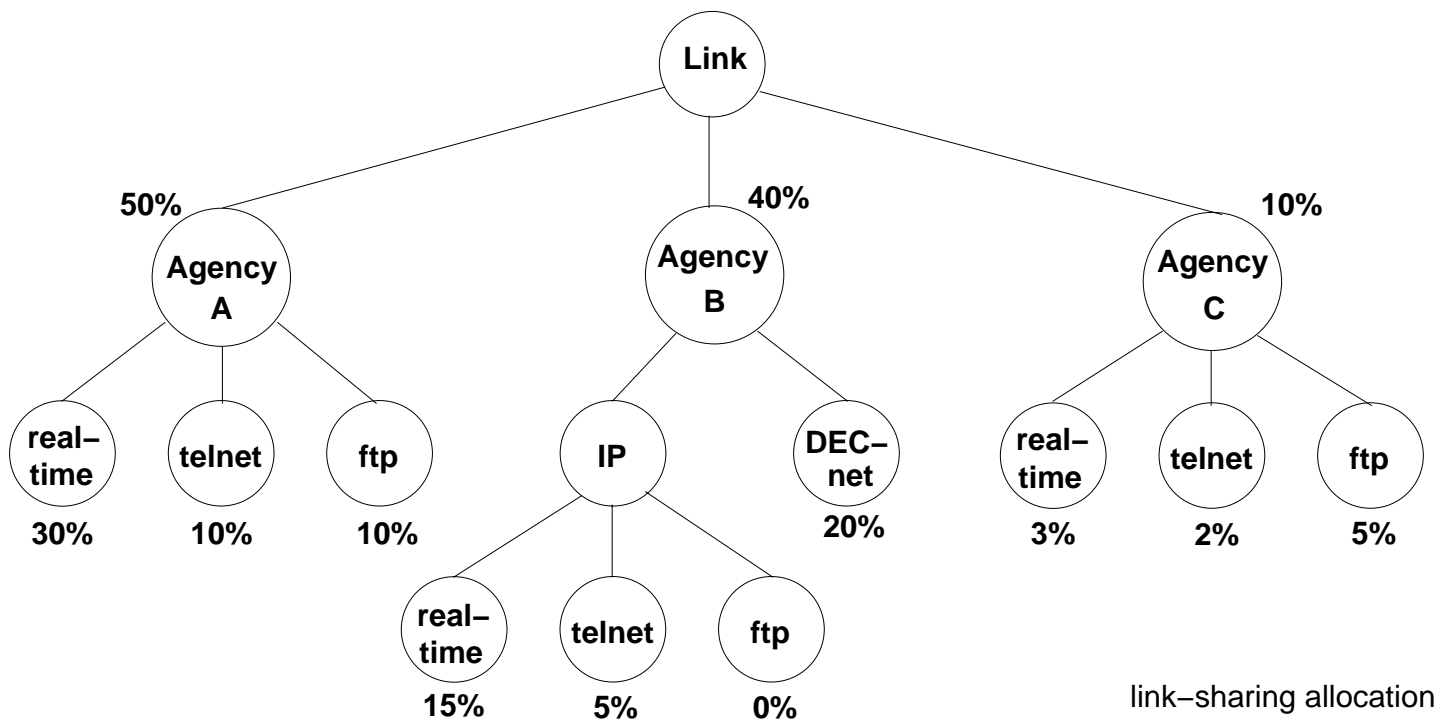 Link
50%
40%
10%
Agency
A
Agency
B
Agency
C
real−
time
telnet
ftp
IP
DEC−
net
real−
time
telnet
ftp
30%
10%
10%
20%
3%
2%
5%
real−
time
telnet
ftp
15%
5%
0%
link−sharing allocation